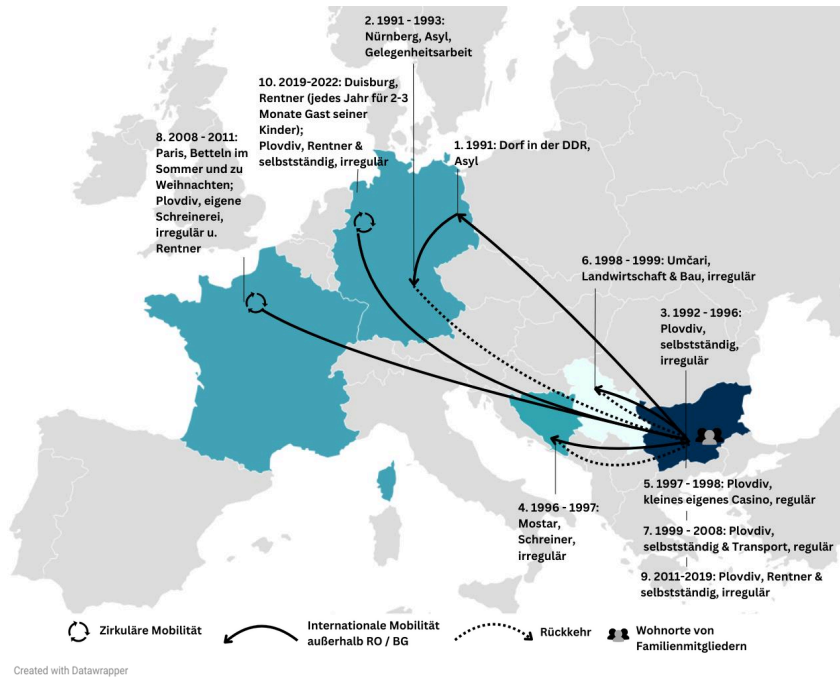 2. 1991 - 1993:
Nürnberg, Asyl,
Gelegenheitsarbeit
10. 2019-2022: Duisburg,
Rentner (jedes Jahr für 2-3
Monate Gast seiner
Kinder);
Plovdiv, Rentner &
selbstständig, irregulär
8. 2008 - 2011:
Paris, Betteln im
Sommer und zu
Weihnachten;
Plovdiv, eigene
Schreinerei,
irregulär u.
Rentner
1. 1991: Dorf in der DDR,
Asyl
6. 1998 - 1999: Umčari,
Landwirtschaft & Bau, irregulär
3. 1992 - 1996:
Plovdiv,
selbstständig,
irregulär
4. 1996 - 1997:
Mostar,
Schreiner,
irregulär
5. 1997 - 1998: Plovdiv,
kleines eigenes Casino, regulär
7. 1999 - 2008: Plovdiv,
selbstständig & Transport, regulär
9. 2011-2019: Plovdiv, Rentner &
selbstständig, irregulär
Zirkuläre Mobilität
Internationale Mobilität
außerhalb RO / BG
Rückkehr
Wohnorte von
Familienmitgliedern
Created with Datawrapper